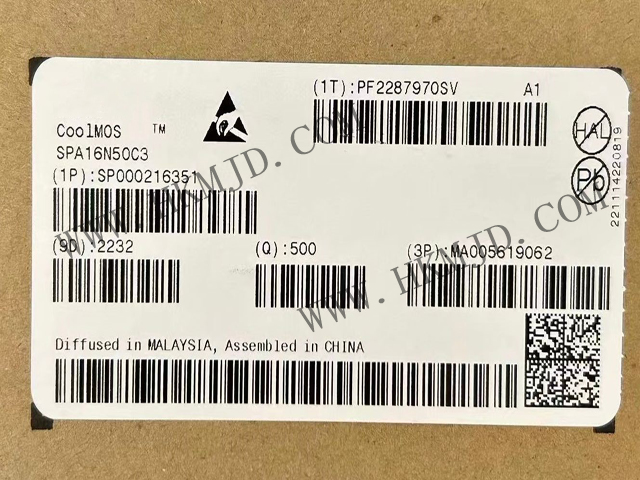 (1T):PF2287970SV A1
CoolMOS ™
SPA16N50C3
(1P):SP000216351
HAL
Pb
221114220819
(9D):2232 (Q):500 (3P):MA005619062
Diffused in MALAYSIA, Assembled in CHINA
WWW.HKMJD.COM
WWW.HKMJD.COM